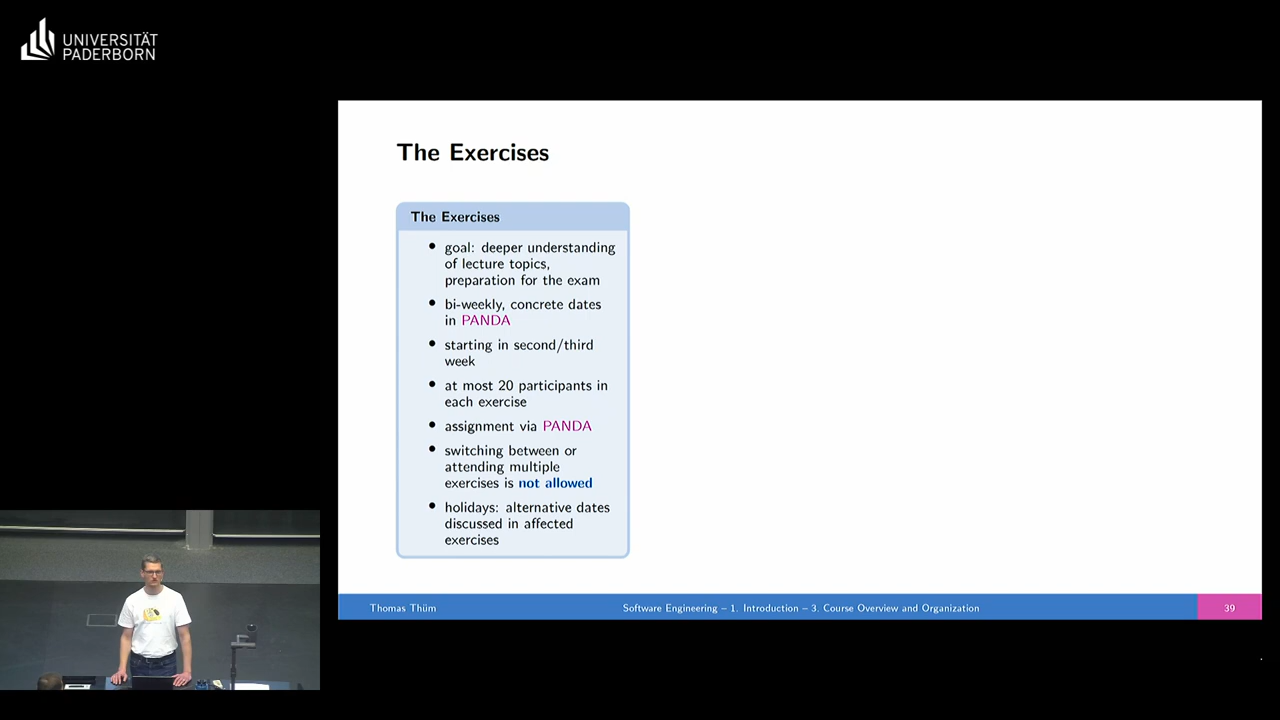 UNIVERSITÄT
PADERBORN
The Exercises
The Exercises
• goal: deeper understanding
of lecture topics,
preparation for the exam
• bi-weekly, concrete dates
in PANDA
• starting in second/third
week
• at most 20 participants in
each exercise
• assignment via PANDA
• switching between or
attending multiple
exercises is not allowed
• holidays: alternative dates
discussed in affected
exercises
Thomas Thüm
Software Engineering – 1. Introduction – 3. Course Overview and Organization
39